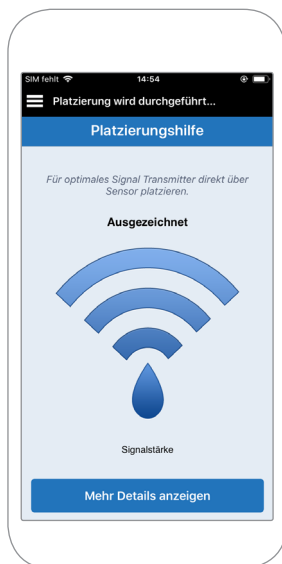 SIM fehlt 14:54
Platzierung wird durchgeführt...
Platzierungshilfe
Für optimales Signal Transmitter direkt über
Sensor platzieren.
Ausgezeichnet
Signalstärke
Mehr Details anzeigen